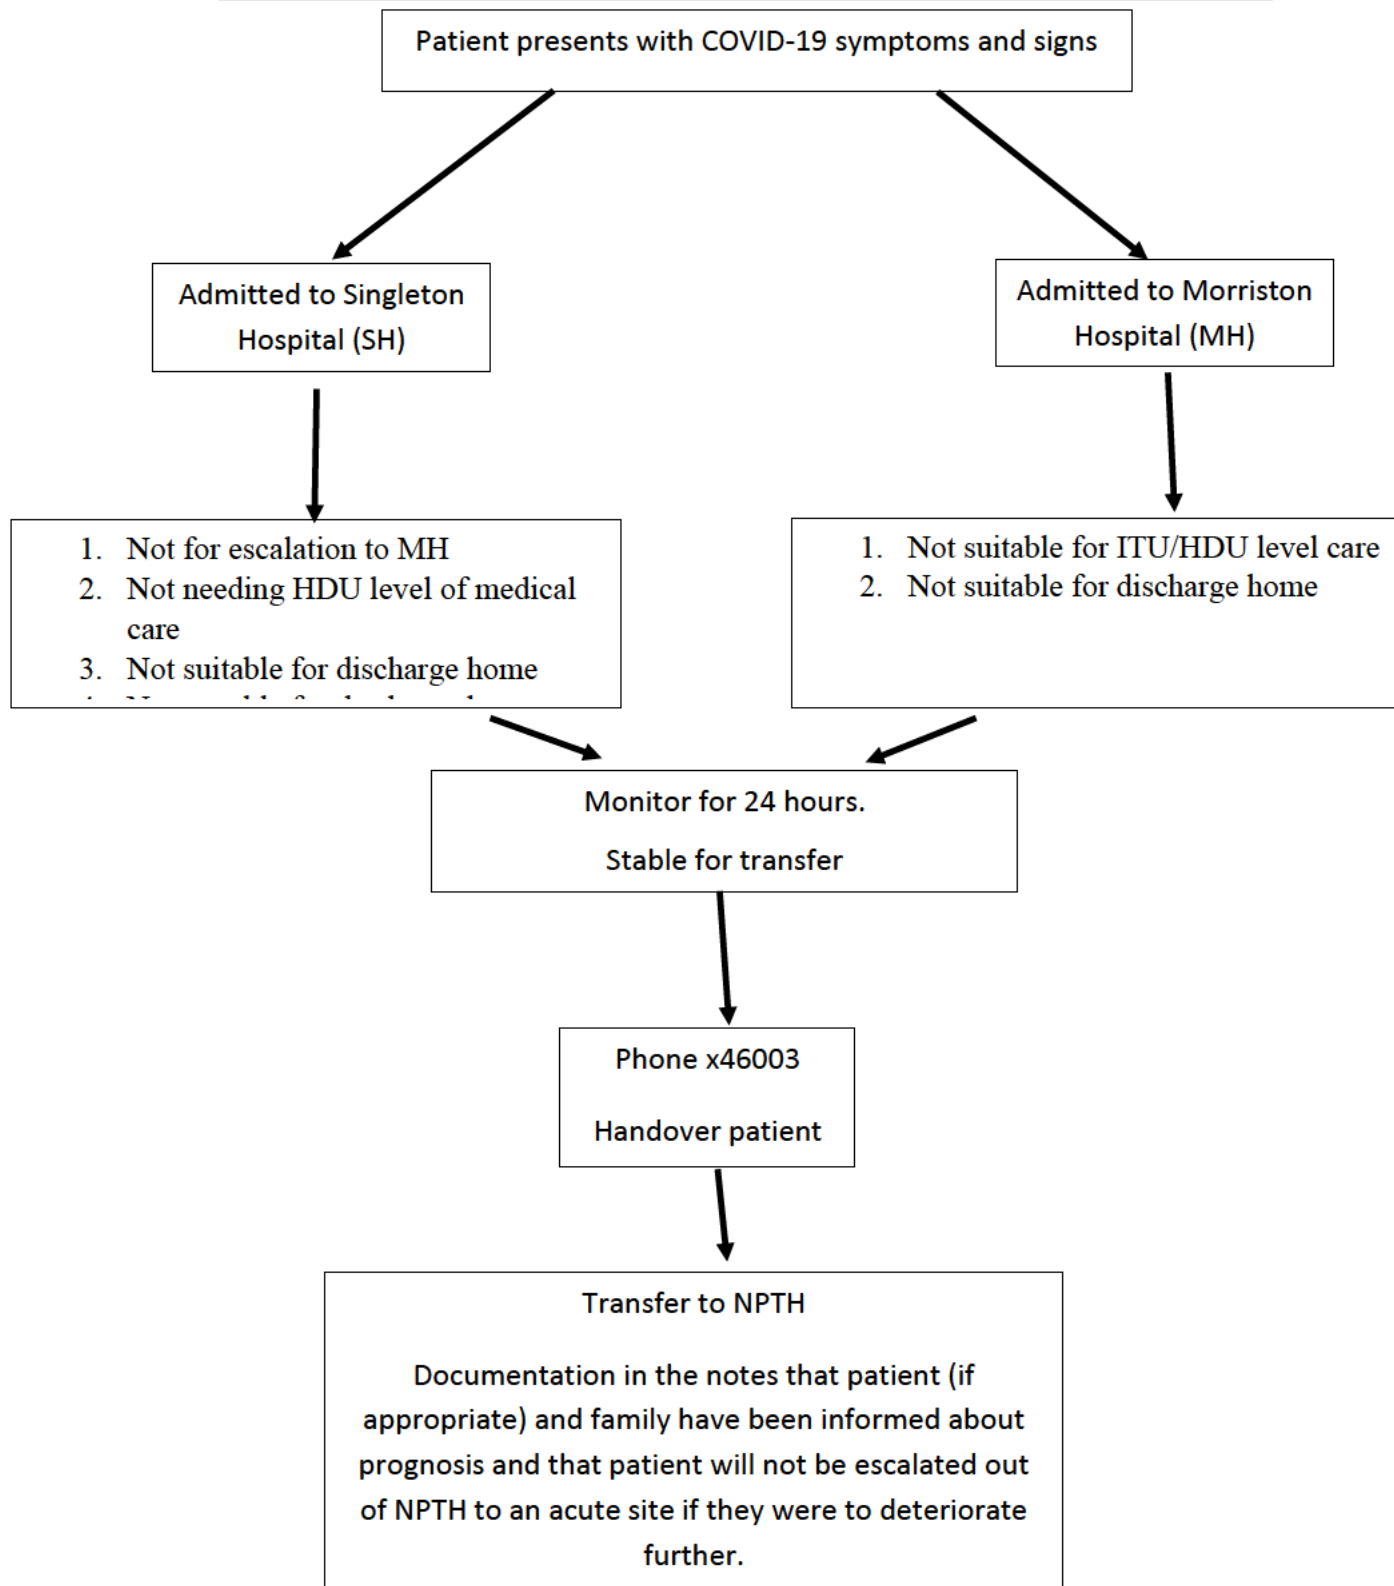 Patient presents with COVID-19 symptoms and signs
Admitted to Singleton
Hospital (SH)
Admitted to Morriston
Hospital (MH)
1. Not for escalation to MH
2. Not needing HDU level of medical
care
3. Not suitable for discharge home
1. Not suitable for ITU/HDU level care
2. Not suitable for discharge home
Monitor for 24 hours.
Stable for transfer
Phone x46003
Handover patient
Transfer to NPTH
Documentation in the notes that patient (if
appropriate) and family have been informed about
prognosis and that patient will not be escalated out
of NPTH to an acute site if they were to deteriorate
further.